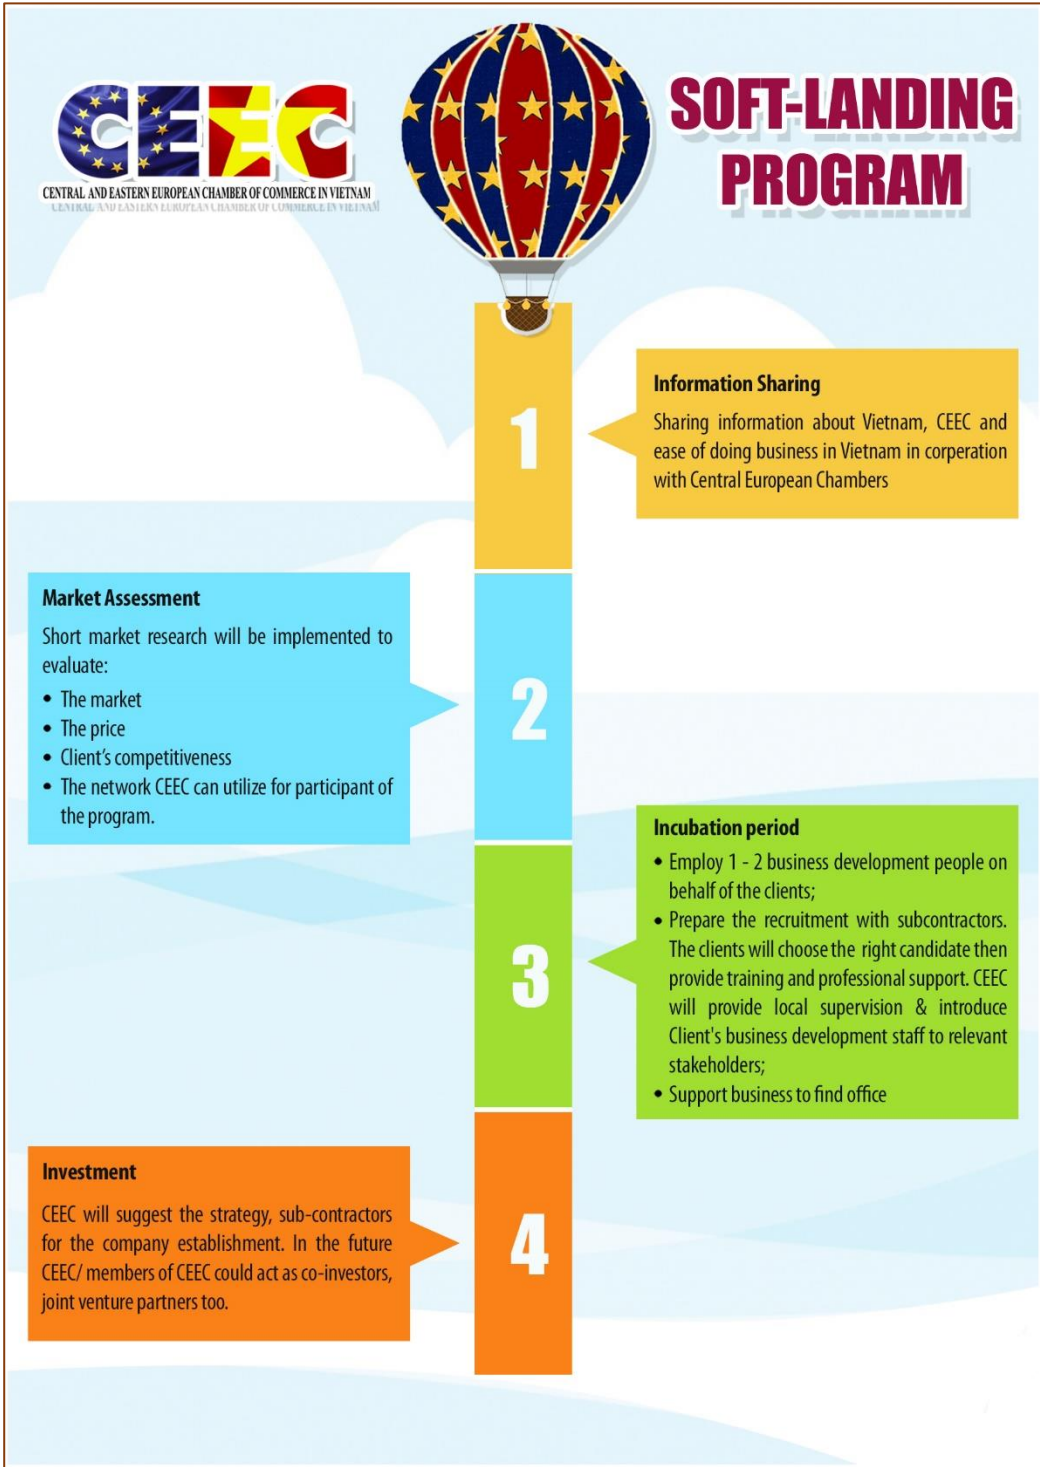 CEEC
CENTRAL AND EASTERN EUROPEAN CHAMBER OF COMMERCE IN VIETNAM
SOFT-LANDING
PROGRAM
1
Information Sharing
Sharing information about Vietnam, CEEC and
ease of doing business in Vietnam in corperation
with Central European Chambers
Market Assessment
Short market research will be implemented to
evaluate:
• The market
• The price
• Client's competitiveness
• The network CEEC can utilize for participant of
the program.
2
Incubation period
• Employ 1 - 2 business development people on
behalf of the clients;
• Prepare the recruitment with subcontractors.
The clients will choose the right candidate then
provide training and professional support. CEEC
will provide local supervision & introduce
Client's business development staff to relevant
stakeholders;
• Support business to find office
3
Investment
CEEC will suggest the strategy, sub-contractors
for the company establishment. In the future
CEEC/ members of CEEC could act as co-investors,
joint venture partners too.
4